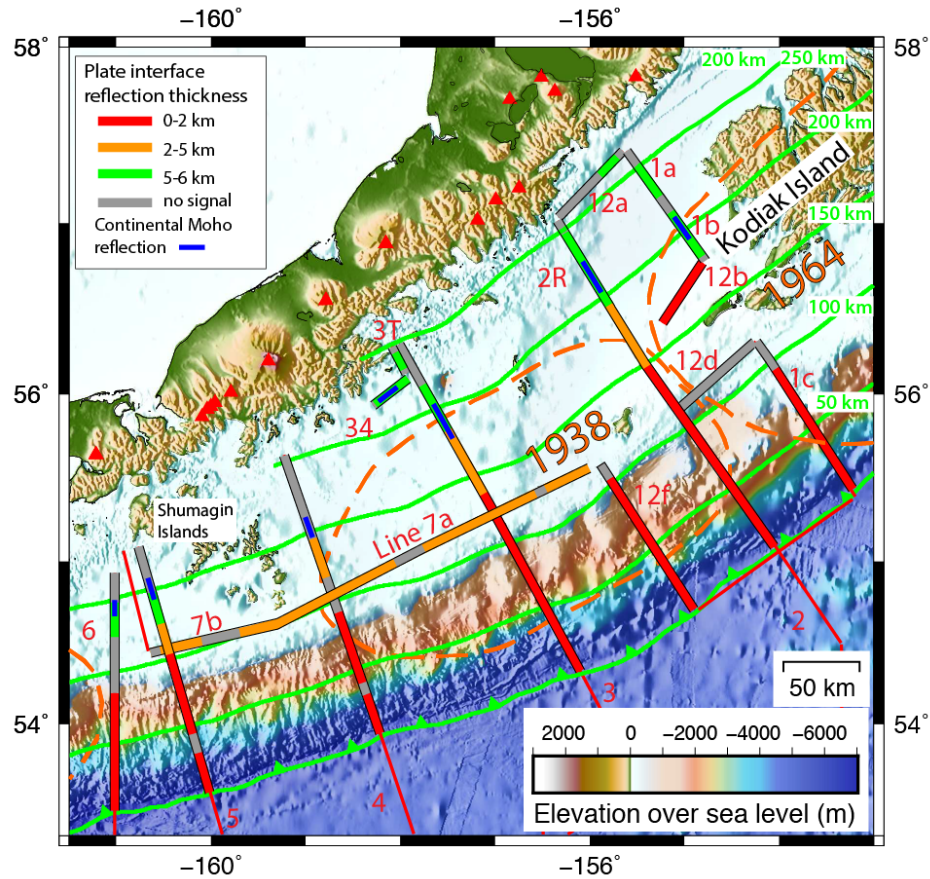 −160°
−156°
58°
58°
Plate interface
reflection thickness
0-2 km
2-5 km
5-6 km
no signal
Continental Moho
reflection
200 km
250 km
200 km
150 km
100 km
50 km
1a
12a
1b
Kodiak Island
2R
12b
1964
3T
56°
56°
12d
1c
34
1938
12f
Shumagin
Islands
Line 7a
6
7b
2
50 km
3
54°
54°
2000
0
−2000
−4000
−6000
Elevation over sea level (m)
5
4
−160°
−156°